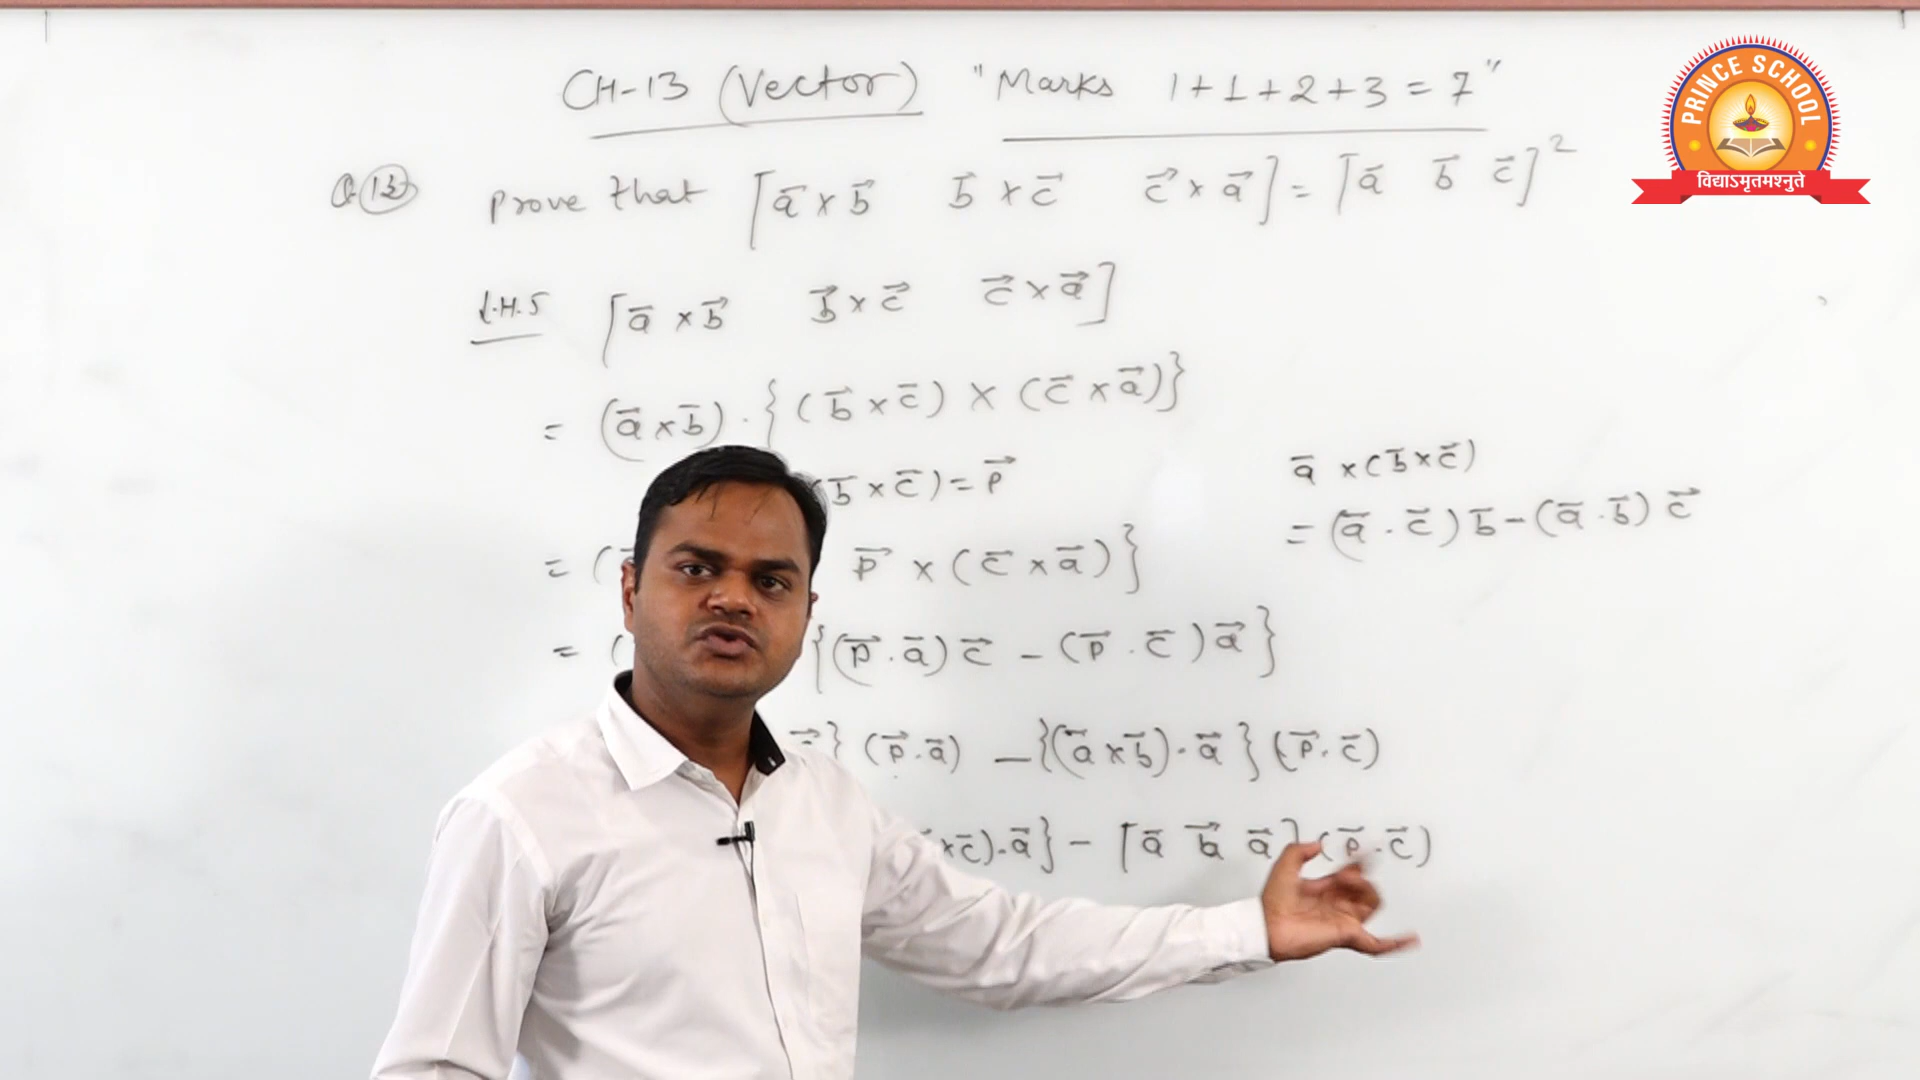 CH-13 (Vector) "Marks 1+1+2+3=7"
PRINCE SCHOOL
विद्याऽमृतमश्नुते
Q.13 Prove that [a⃗ × b⃗ b⃗ × c⃗ c⃗ × a⃗] = [a⃗ b⃗ c⃗]²
L.H.S [a⃗ × b⃗ b⃗ × c⃗ c⃗ × a⃗]
= (a⃗ × b⃗) · {(b⃗ × c⃗) × (c⃗ × a⃗)}
(b⃗ × c⃗) = p⃗
= ( p⃗ × (c⃗ × a⃗)}
= ( {(p⃗ · a⃗) c⃗ – (p⃗ · c⃗) a⃗}
} (p⃗ · a⃗) – {(a⃗ × b⃗) · a⃗} (p⃗ · c⃗)
× c⃗) · a⃗} – [a⃗ b⃗ a⃗] (p⃗ · c⃗)
a⃗ × (b⃗ × c⃗)
= (a⃗ · c⃗) b⃗ – (a⃗ · b⃗) c⃗